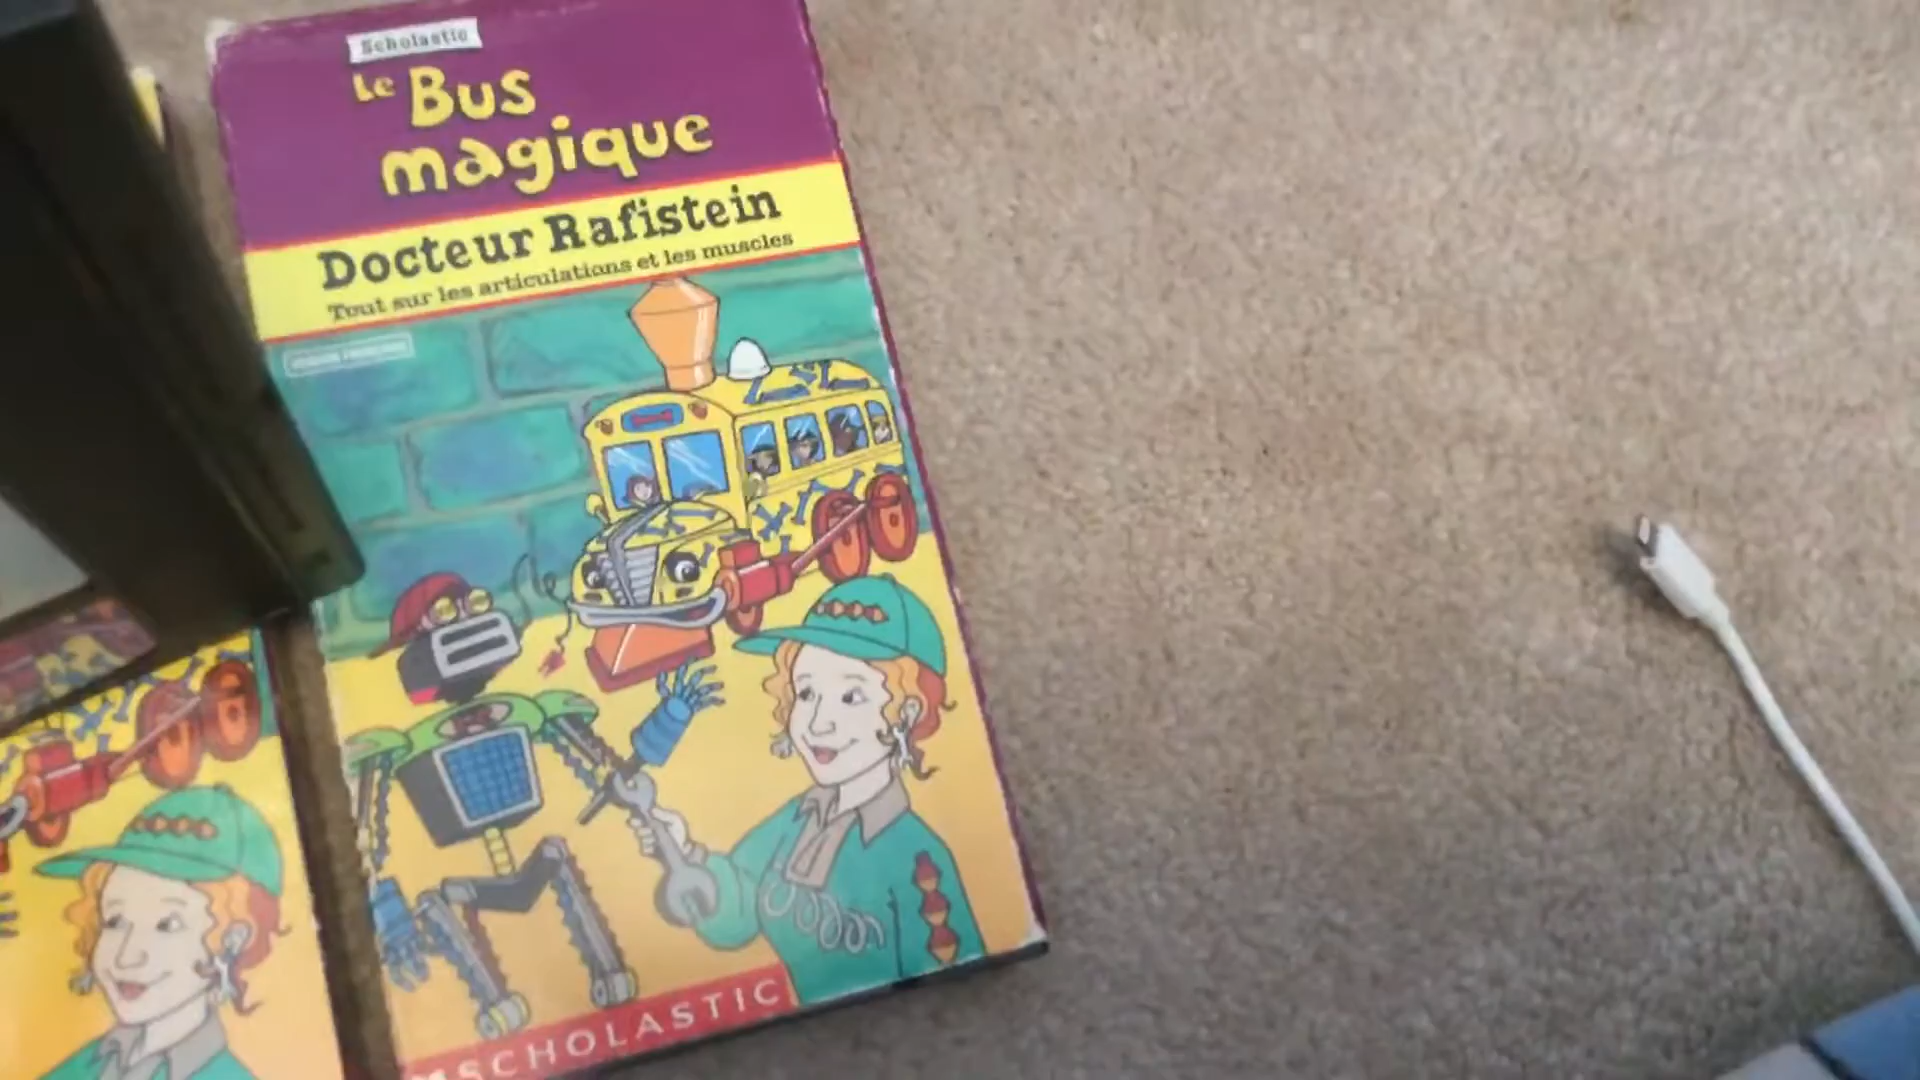 Scholastic
Le Bus
magique
Docteur Rafistein
Tout sur les articulations et les muscles
SCHOLASTIC